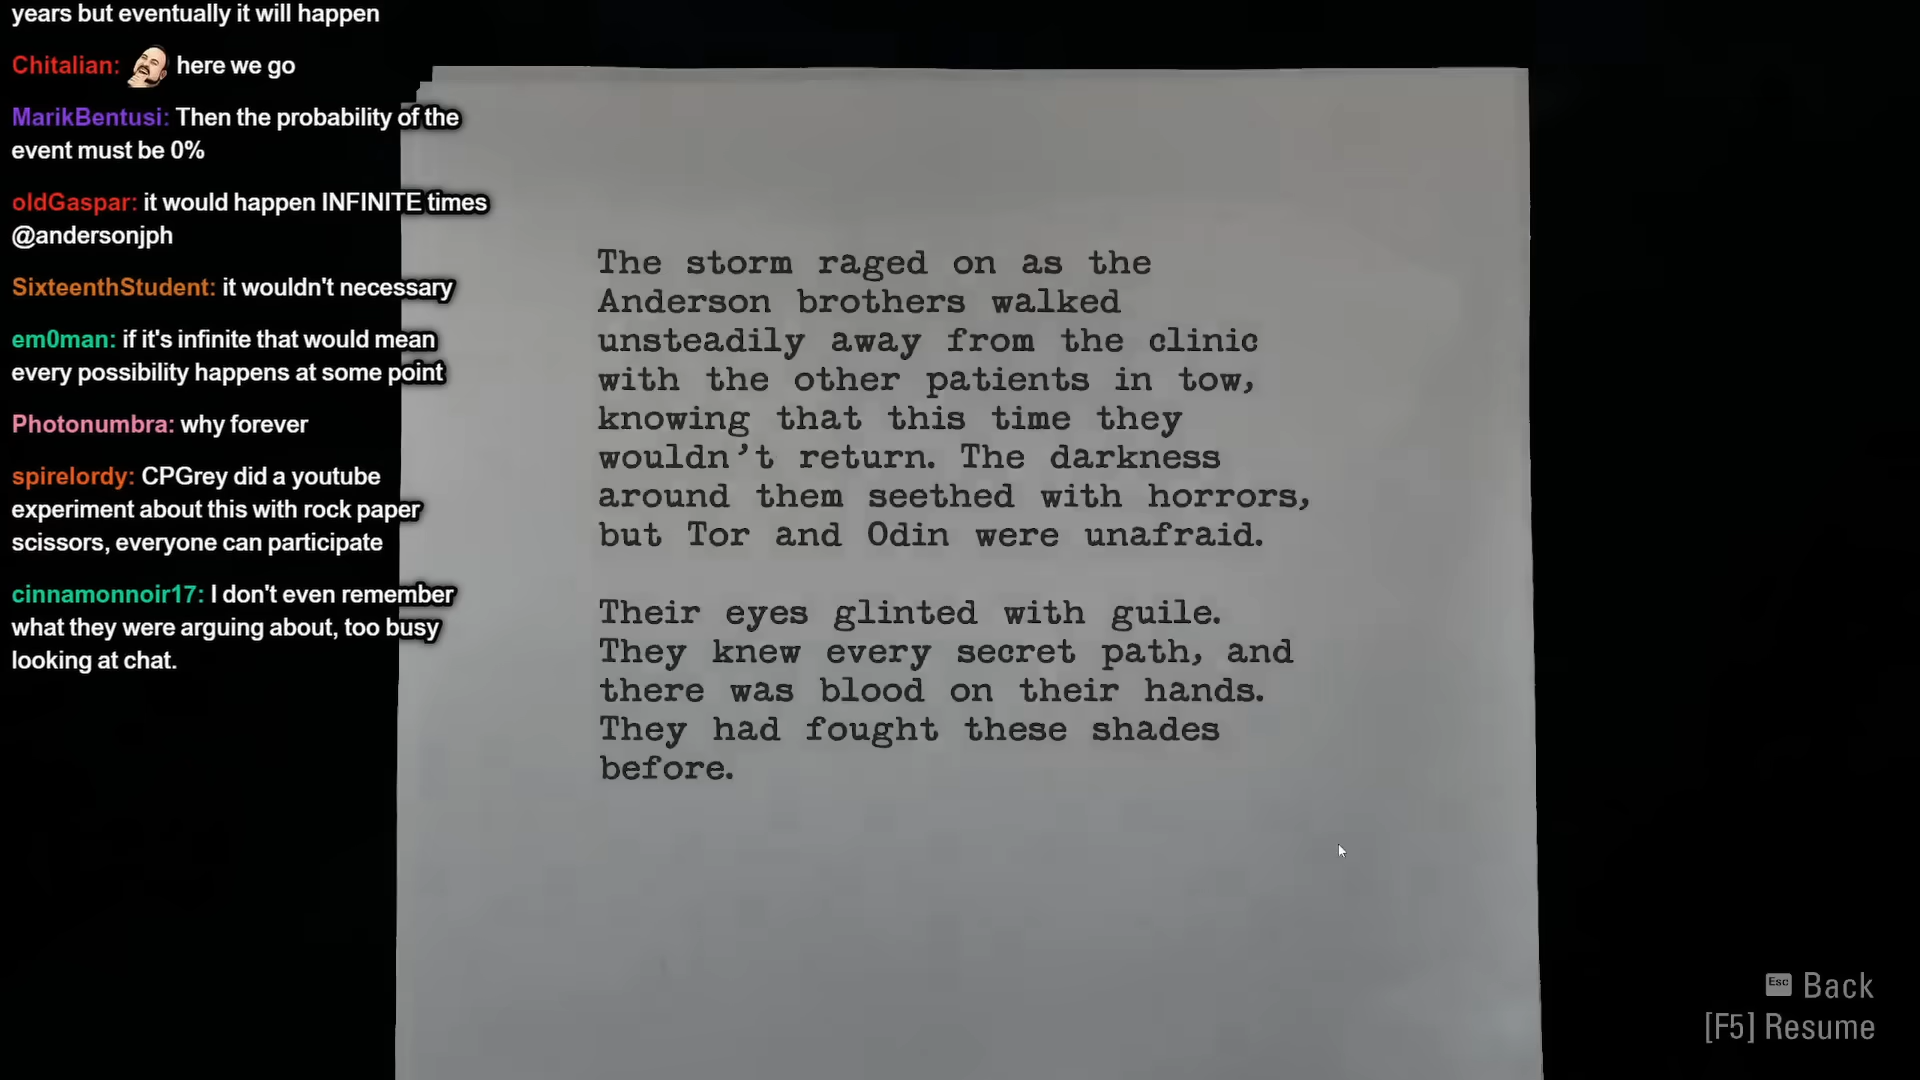 years but eventually it will happen
Chitalian: here we go
MarikBentusi: Then the probability of the
event must be 0%
oldGaspar: it would happen INFINITE times
@andersonjph
SixteenthStudent: it wouldn't necessary
em0man: if it's infinite that would mean
every possibility happens at some point
Photonumbra: why forever
spirelordy: CPGrey did a youtube
experiment about this with rock paper
scissors, everyone can participate
cinnamonnoir17: I don't even remember
what they were arguing about, too busy
looking at chat.
The storm raged on as the
Anderson brothers walked
unsteadily away from the clinic
with the other patients in tow,
knowing that this time they
wouldn't return. The darkness
around them seethed with horrors,
but Tor and Odin were unafraid.
Their eyes glinted with guile.
They knew every secret path, and
there was blood on their hands.
They had fought these shades
before.
Esc Back
[F5] Resume